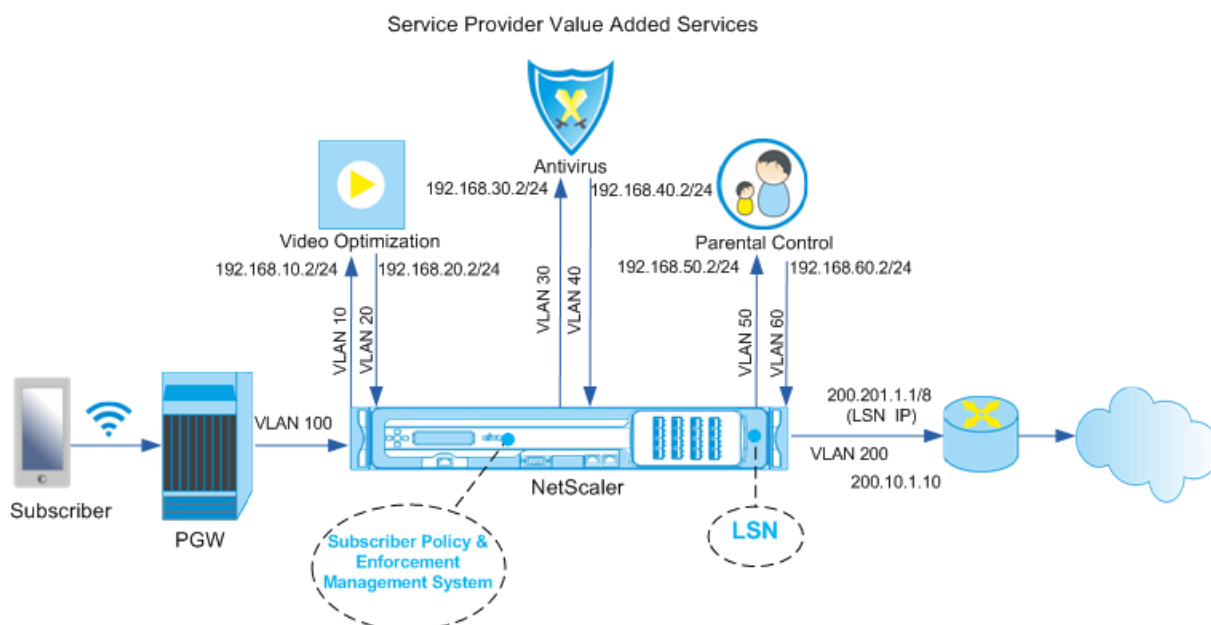 Service Provider Value Added Services
Antivirus
192.168.30.2/24
192.168.40.2/24
Video Optimization
Parental Control
192.168.10.2/24
192.168.20.2/24
192.168.50.2/24
192.168.60.2/24
VLAN 10
VLAN 20
VLAN 30
VLAN 40
VLAN 50
VLAN 60
VLAN 100
200.201.1.1/8
(LSN IP)
VLAN 200
200.10.1.10
NetScaler
Subscriber
PGW
Subscriber Policy &
Enforcement
Management System
LSN